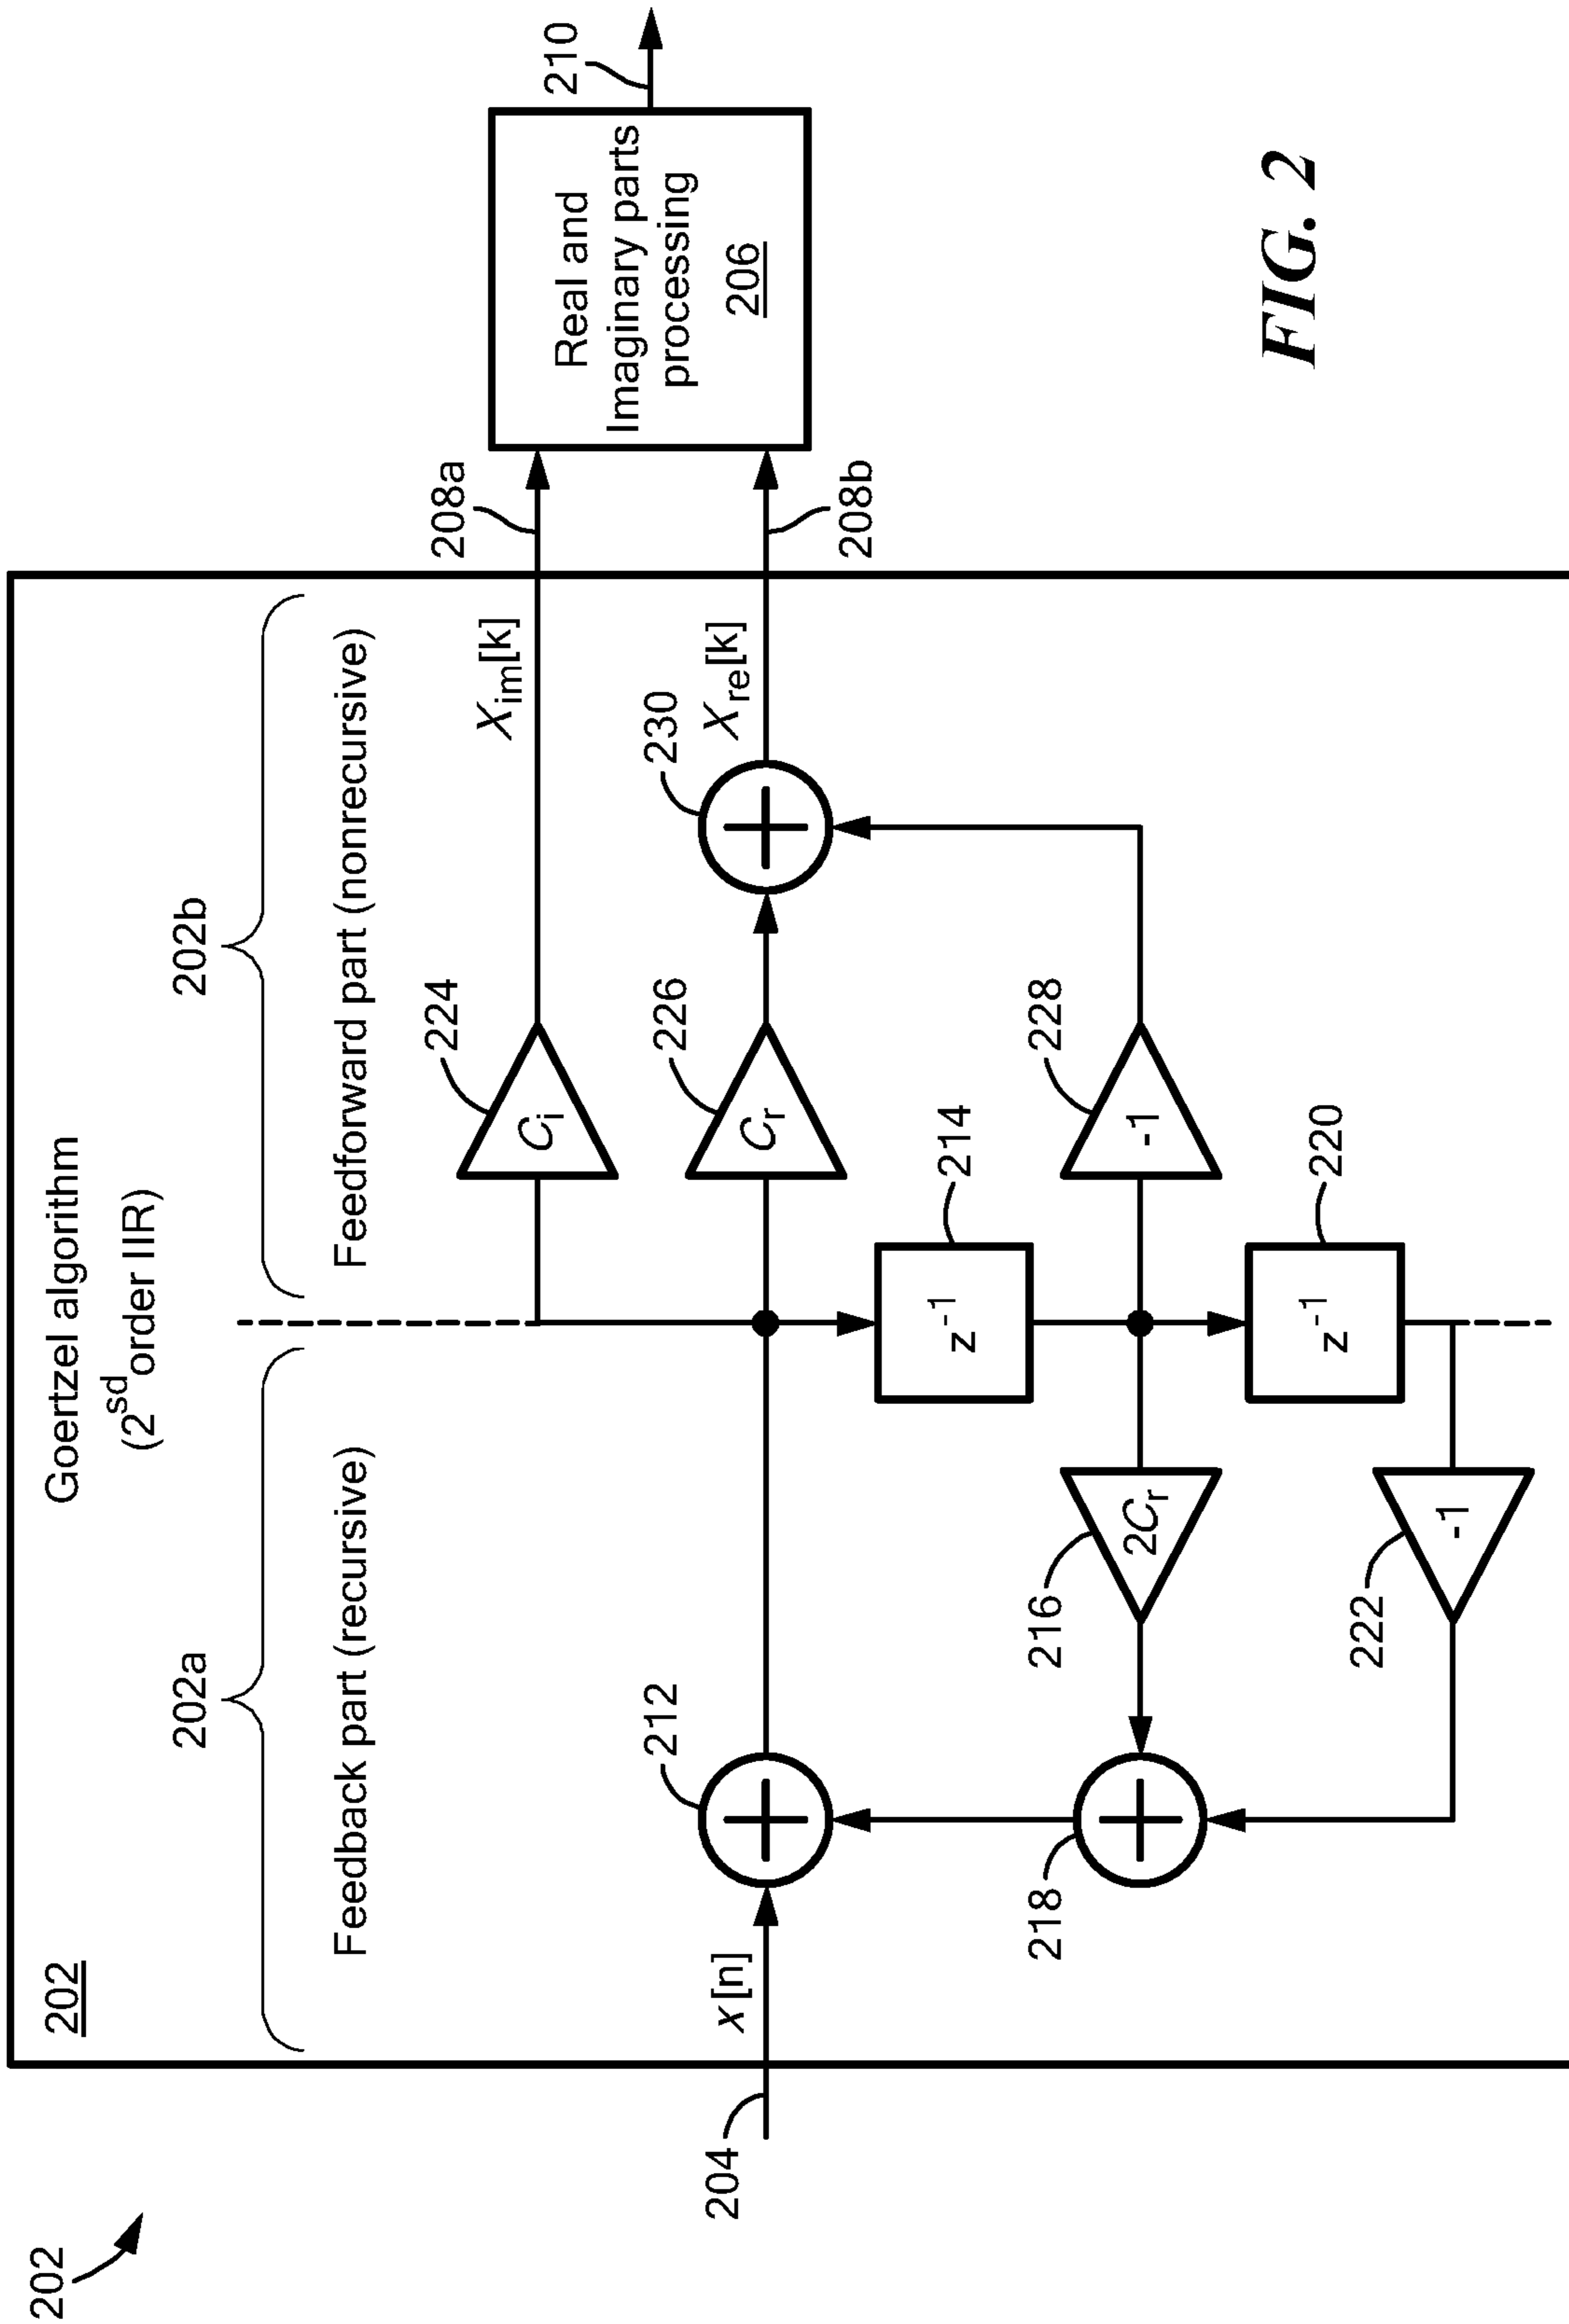 202
202
Goertzel algorithm
(2sd order IIR)
202a
202b
Feedback part (recursive)
Feedforward part (nonrecursive)
224
Ci
Xim[k]
208a
204
x[n]
212
226
Cr
230
Xre[k]
208b
Real and
Imaginary parts
processing
206
210
214
z-1
218
216
2Cr
228
-1
220
z-1
222
-1
FIG. 2